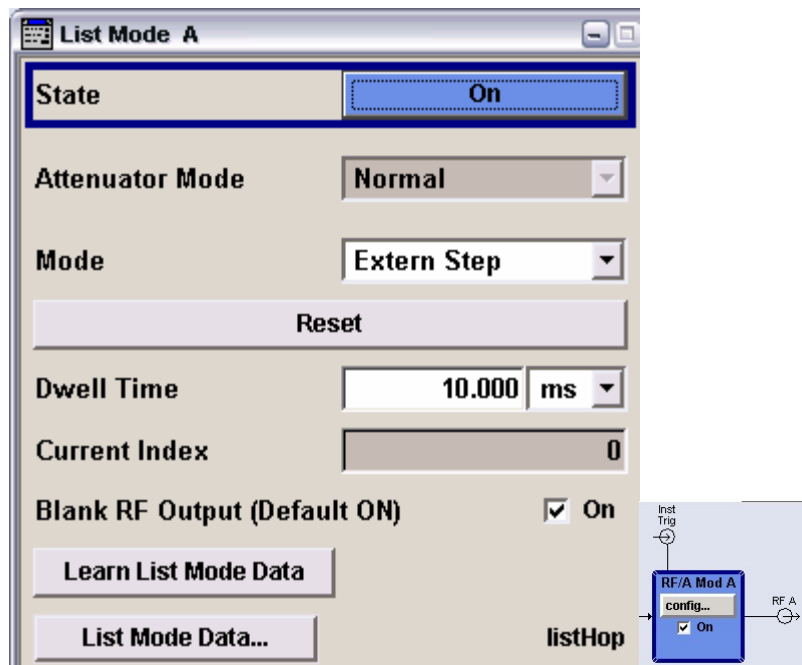 List Mode A
State On
Attenuator Mode Normal
Mode Extern Step
Reset
Dwell Time 10.000 ms
Current Index 0
Blank RF Output (Default ON) On
Learn List Mode Data
List Mode Data... listHop
Inst
Trig
RF/A Mod A
config...
On
RF A